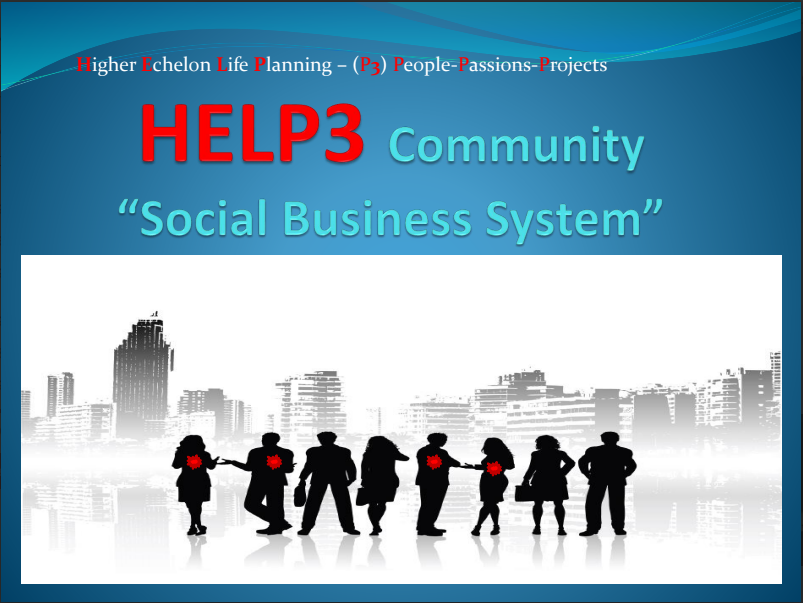 Higher Echelon Life Planning – (P3) People-Passions-Projects
HELP3 Community
“Social Business System”